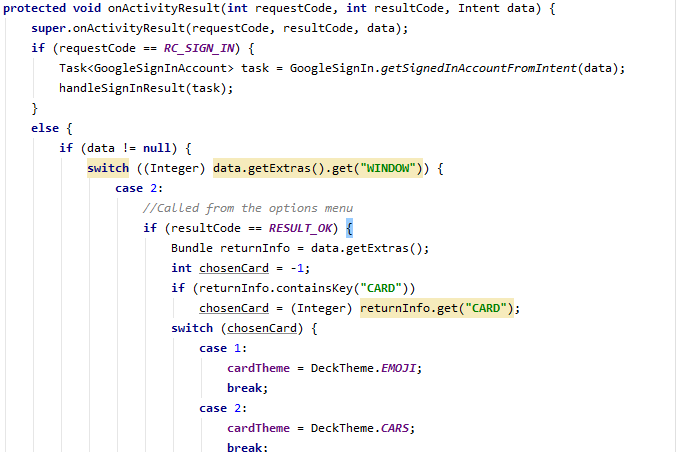 protected void onActivityResult(int requestCode, int resultCode, Intent data) {
super.onActivityResult(requestCode, resultCode, data);
if (requestCode == RC_SIGN_IN) {
Task<GoogleSignInAccount> task = GoogleSignIn.getSignedInAccountFromIntent(data);
handleSignInResult(task);
}
else {
if (data != null) {
switch ((Integer) data.getExtras().get("WINDOW")) {
case 2:
//Called from the options menu
if (resultCode == RESULT_OK) {
Bundle returnInfo = data.getExtras();
int chosenCard = -1;
if (returnInfo.containsKey("CARD"))
chosenCard = (Integer) returnInfo.get("CARD");
switch (chosenCard) {
case 1:
cardTheme = DeckTheme.EMOJI;
break;
case 2:
cardTheme = DeckTheme.CARS;
break;